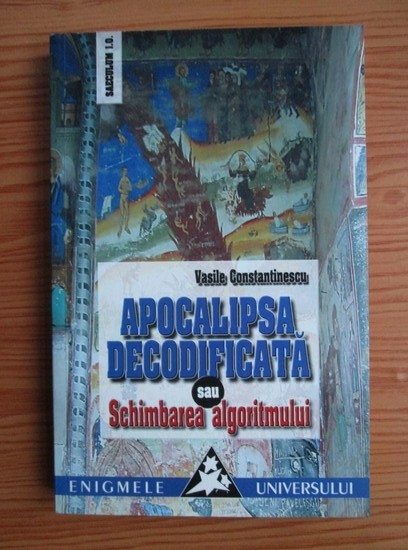 SAECULUM I.O.
Vasile Constantinescu
APOCALIPSA
DECODIFICATĂ
sau
Schimbarea algoritmului
ENIGMELE UNIVERSULUI